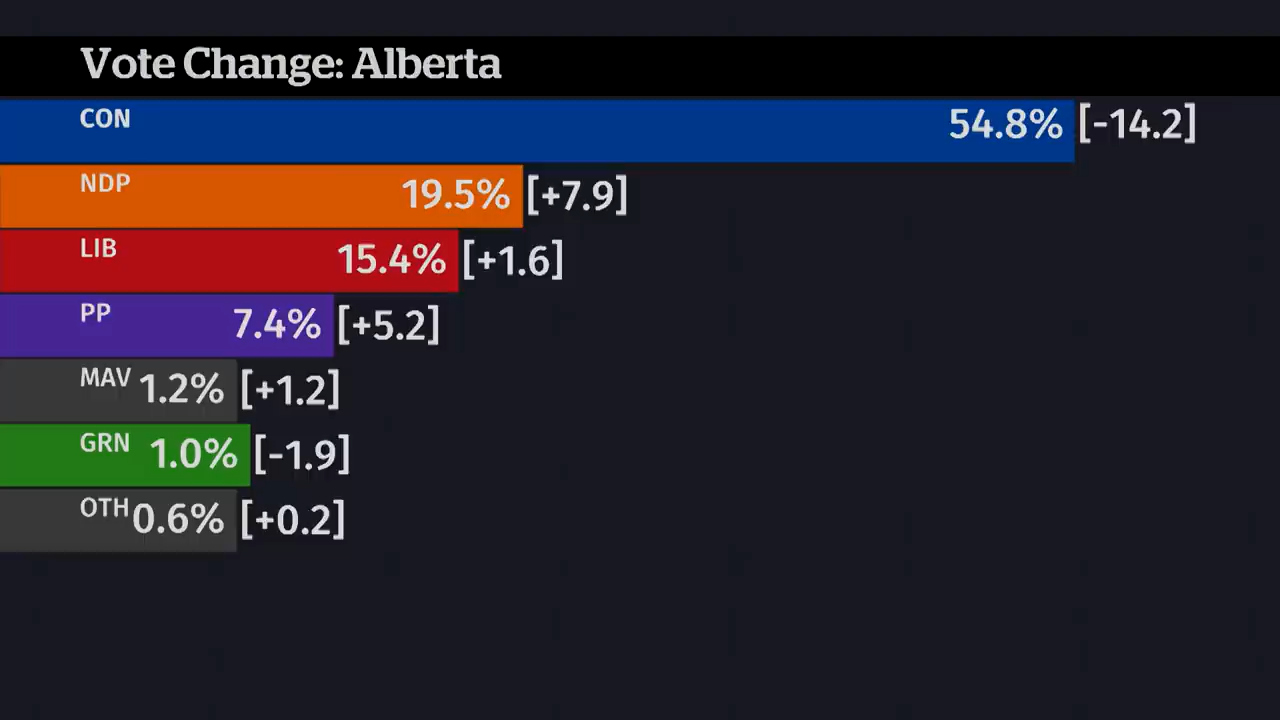 Vote Change: Alberta
CON 54.8% [-14.2]
NDP 19.5% [+7.9]
LIB 15.4% [+1.6]
PP 7.4% [+5.2]
MAV 1.2% [+1.2]
GRN 1.0% [-1.9]
OTH 0.6% [+0.2]